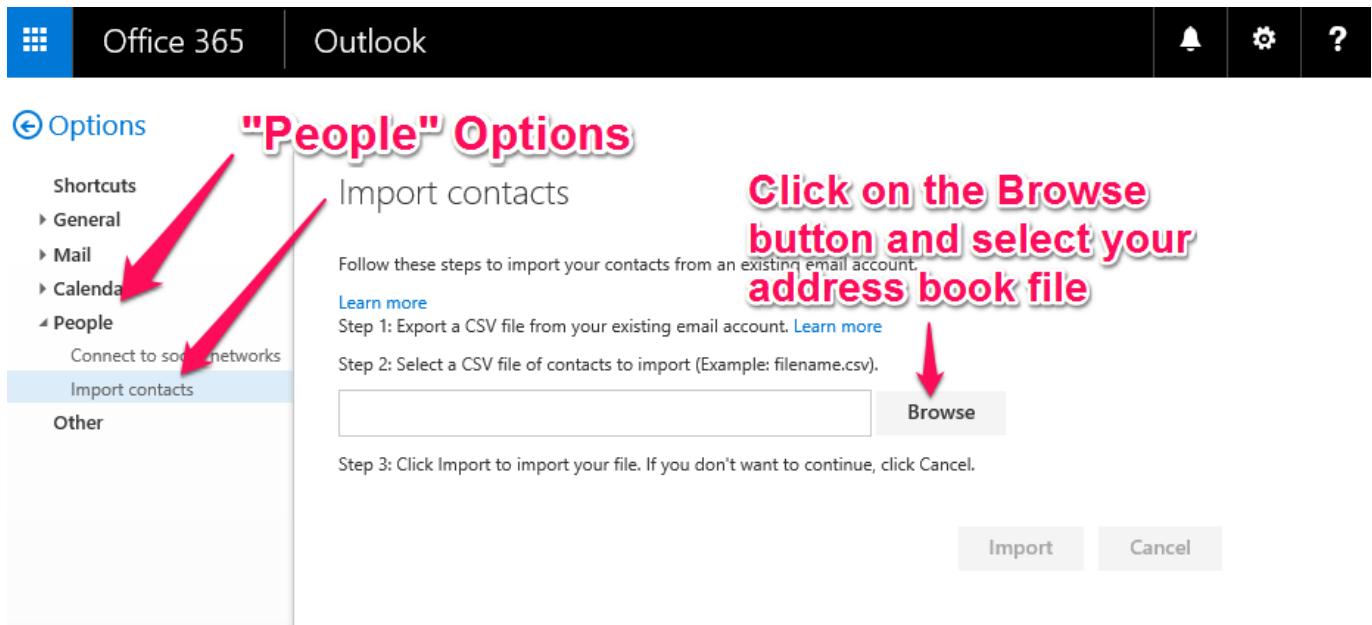 Office 365
Outlook
?
Options
"People" Options
Shortcuts
General
Mail
Calenda
People
Connect to so networks
Import contacts
Other
Import contacts
Click on the Browse
button and select your
address book file
Follow these steps to import your contacts from an existing email account.
Learn more
Step 1: Export a CSV file from your existing email account. Learn more
Step 2: Select a CSV file of contacts to import (Example: filename.csv).
Browse
Step 3: Click Import to import your file. If you don't want to continue, click Cancel.
Import
Cancel